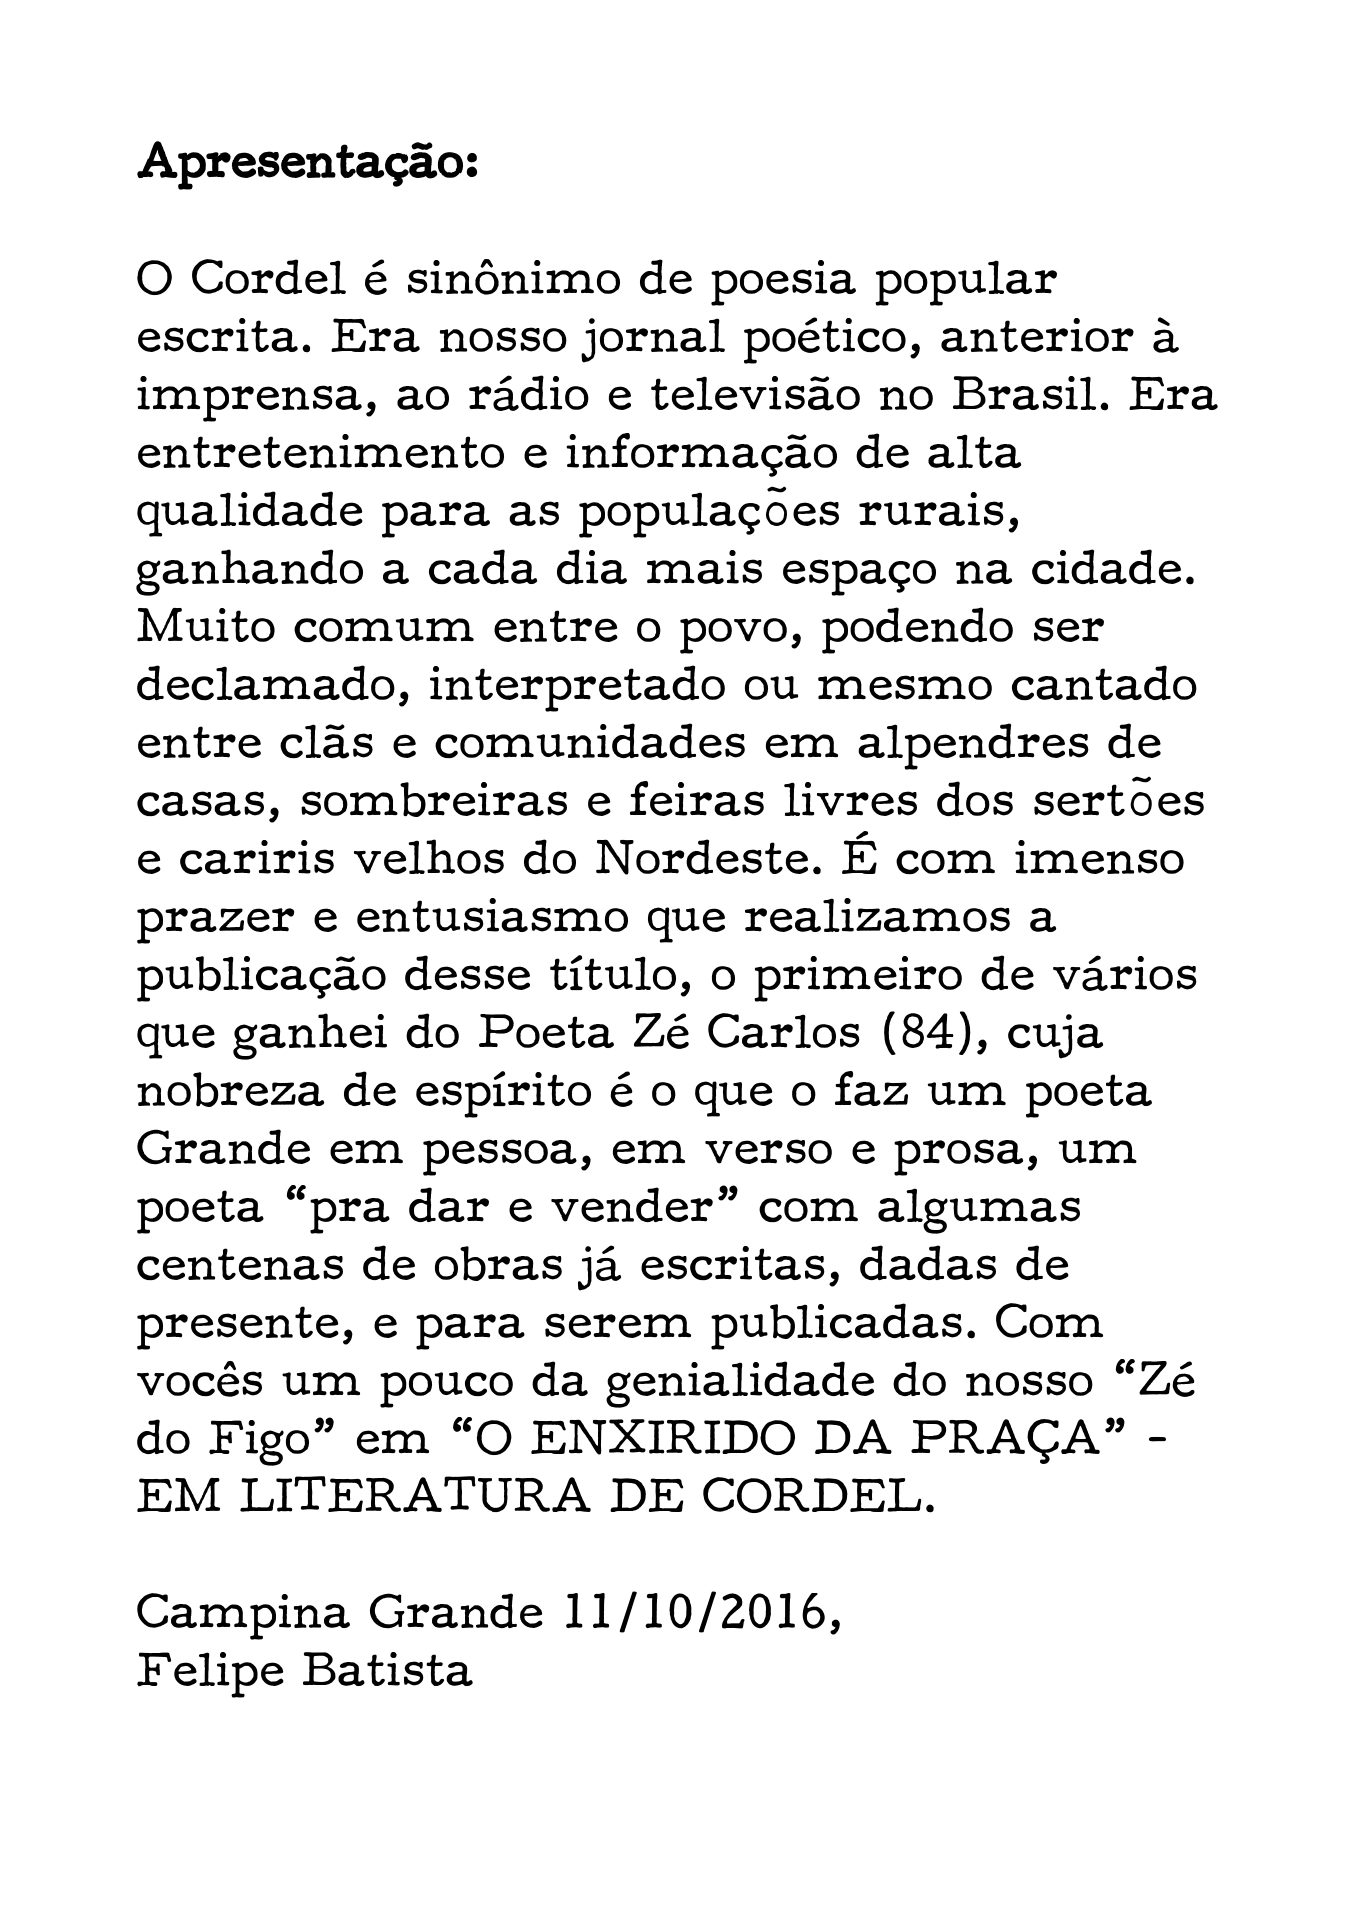 Apresentação:
O Cordel é sinônimo de poesia popular
escrita. Era nosso jornal poético, anterior à
imprensa, ao rádio e televisão no Brasil. Era
entretenimento e informação de alta
qualidade para as populações rurais,
ganhando a cada dia mais espaço na cidade.
Muito comum entre o povo, podendo ser
declamado, interpretado ou mesmo cantado
entre clãs e comunidades em alpendres de
casas, sombreiras e feiras livres dos sertões
e cariris velhos do Nordeste. É com imenso
prazer e entusiasmo que realizamos a
publicação desse título, o primeiro de vários
que ganhei do Poeta Zé Carlos (84), cuja
nobreza de espírito é o que o faz um poeta
Grande em pessoa, em verso e prosa, um
poeta “pra dar e vender” com algumas
centenas de obras já escritas, dadas de
presente, e para serem publicadas. Com
vocês um pouco da genialidade do nosso “Zé
do Figo” em “O ENXIRIDO DA PRAÇA” -
EM LITERATURA DE CORDEL.
Campina Grande 11/10/2016,
Felipe Batista